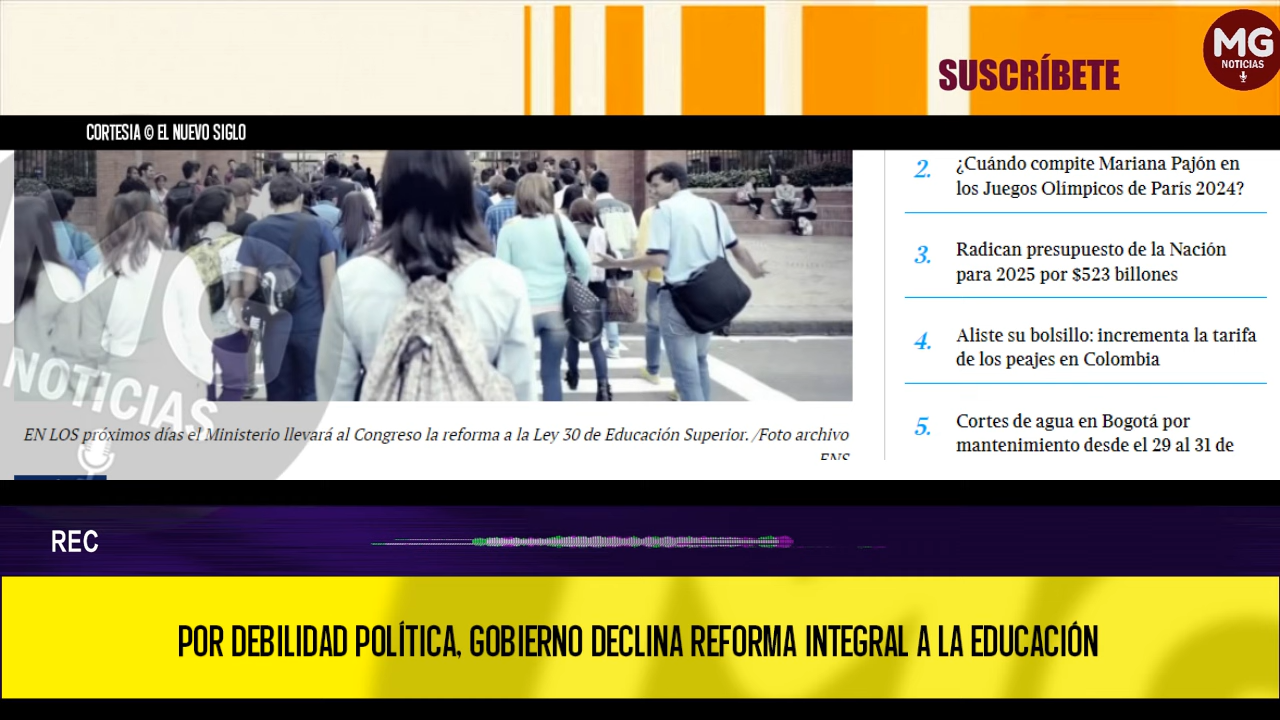 SUSCRÍBETE
MG
NOTICIAS
CORTESIA © EL NUEVO SIGLO
2. ¿Cuándo compite Mariana Pajón en
los Juegos Olímpicos de París 2024?
3. Radican presupuesto de la Nación
para 2025 por $523 billones
4. Aliste su bolsillo: incrementa la tarifa
de los peajes en Colombia
5. Cortes de agua en Bogotá por
mantenimiento desde el 29 al 31 de
MG
NOTICIAS
EN LOS próximos días el Ministerio llevará al Congreso la reforma a la Ley 30 de Educación Superior. /Foto archivo
ENS
REC
POR DEBILIDAD POLÍTICA, GOBIERNO DECLINA REFORMA INTEGRAL A LA EDUCACIÓN